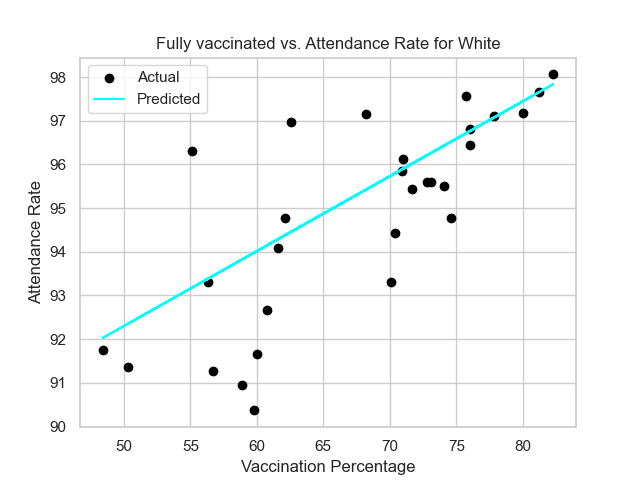 Fully vaccinated vs. Attendance Rate for White
Actual
Predicted
98
97
96
95
94
93
92
91
90
Attendance Rate
50 55 60 65 70 75 80
Vaccination Percentage